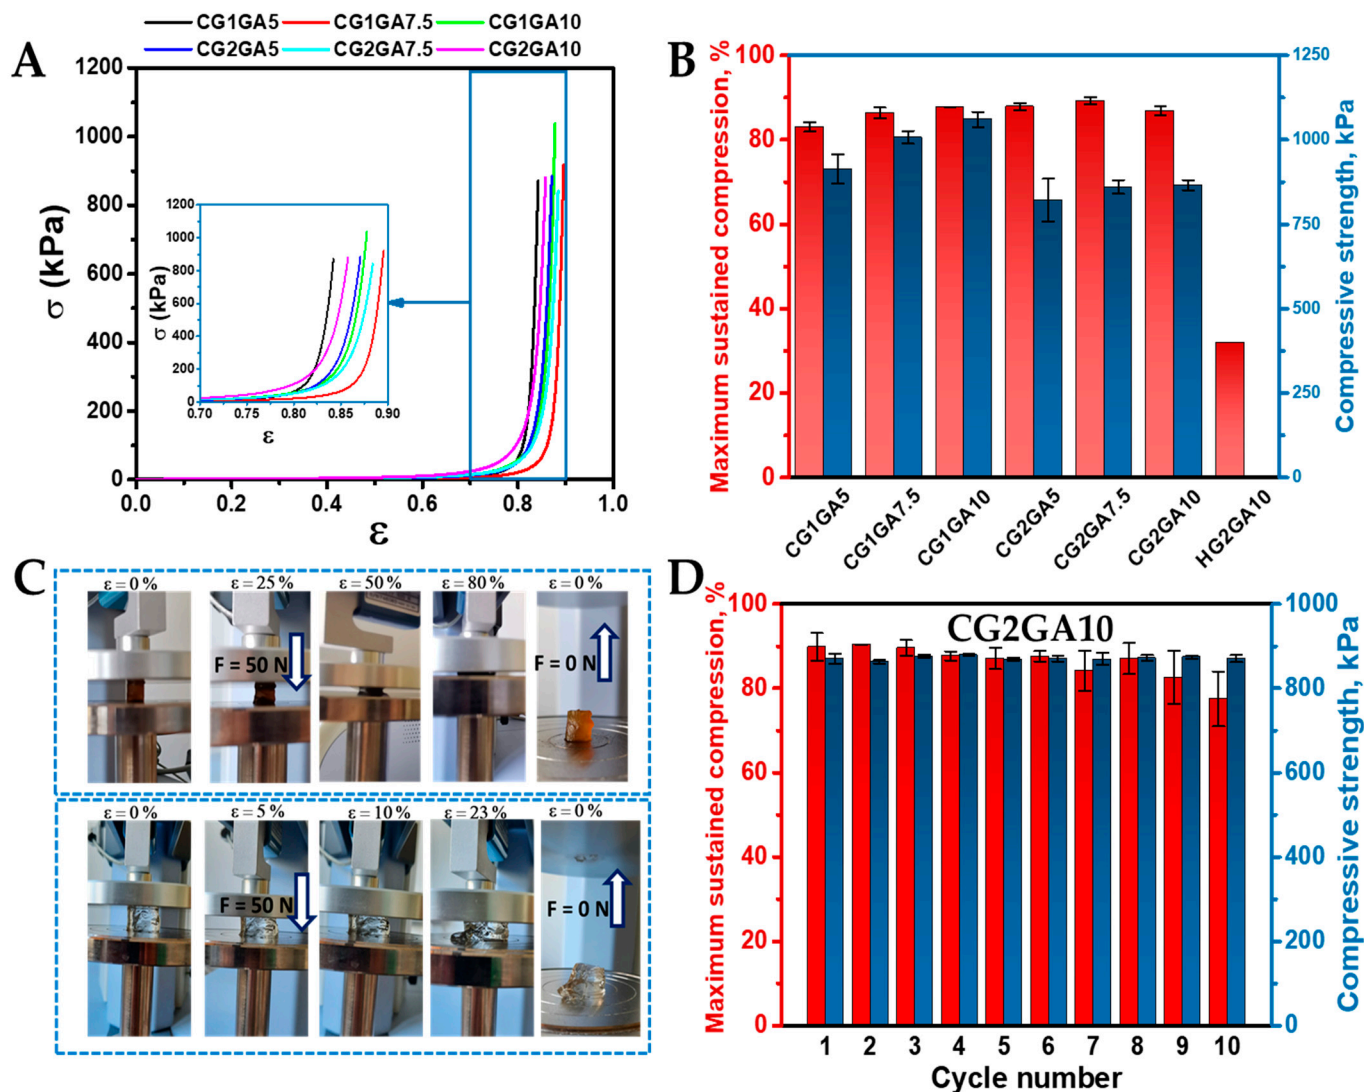 CG1GA5 CG1GA7.5 CG1GA10
CG2GA5 CG2GA7.5 CG2GA10
A
1200
1000
800
600
400
200
0
σ (kPa)
0.0 0.2 0.4 0.6 0.8 1.0
ε
1200
1000
800
600
400
200
0
σ (kPa)
0.70 0.75 0.80 0.85 0.90
ε
B
Maximum sustained compression, %
100
80
60
40
20
0
1250
1000
750
500
250
0
Compressive strength, kPa
CG1GA5 CG1GA7.5 CG1GA10 CG2GA5 CG2GA7.5 CG2GA10 HG2GA10
C
ε = 0 % ε = 25 % ε = 50 % ε = 80 % ε = 0 %
F = 50 N F = 0 N
ε = 0 % ε = 5 % ε = 10 % ε = 23 % ε = 0 %
F = 50 N F = 0 N
D
CG2GA10
Maximum sustained compression, %
100
80
60
40
20
0
1000
800
600
400
200
0
Compressive strength, kPa
1 2 3 4 5 6 7 8 9 10
Cycle number